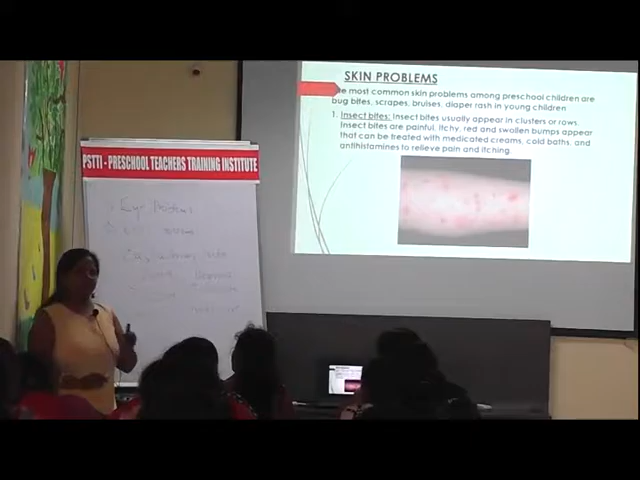 SKIN PROBLEMS
most common skin problems among preschool children are
bug bites, scrapes, bruises, diaper rash in young children
1. Insect bites: Insect bites usually appear in clusters or rows.
Insect bites are painful, itchy, red and swollen bumps appear
that can be treated with medicated creams, cold baths, and
antihistamines to relieve pain and itching.
PSTTI - PRESCHOOL TEACHERS TRAINING INSTITUTE
Eye Problems